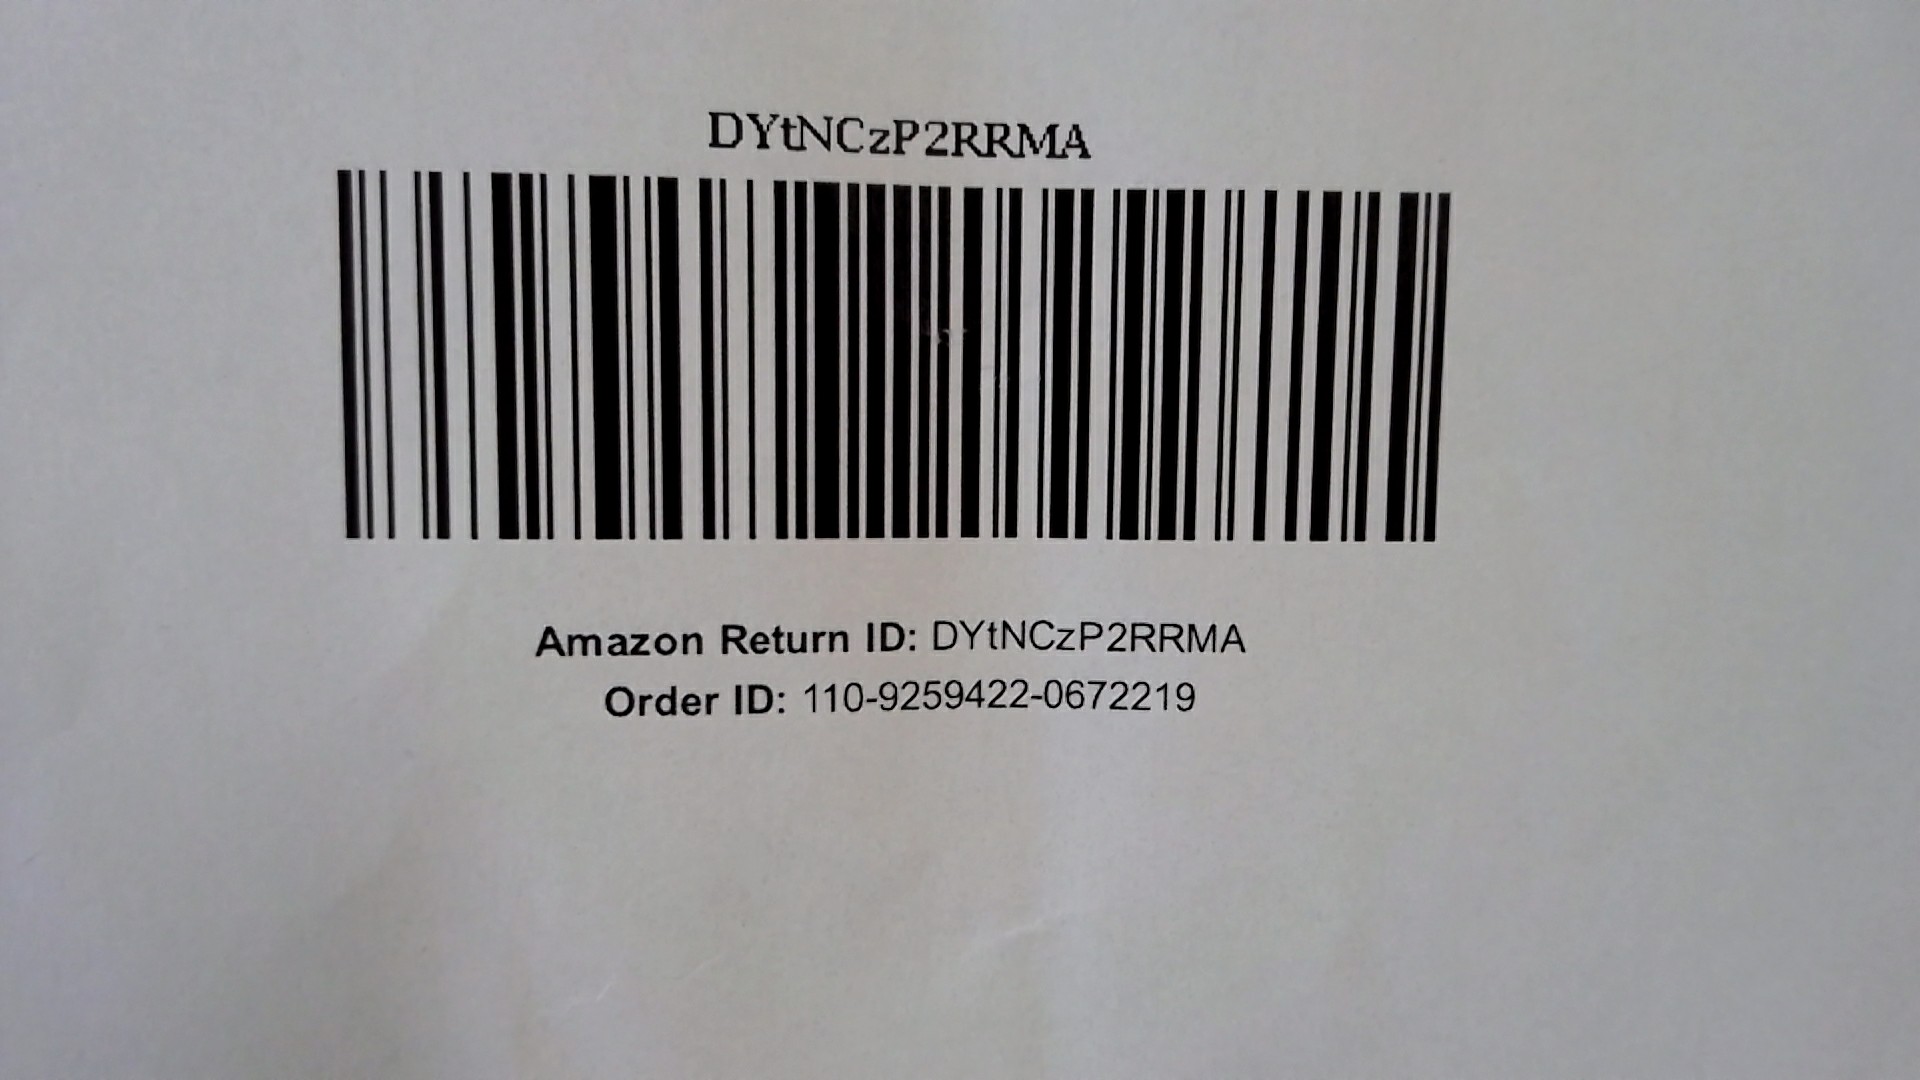 DYtNCzP2RRMA
Amazon Return ID: DYtNCzP2RRMA
Order ID: 110-9259422-0672219